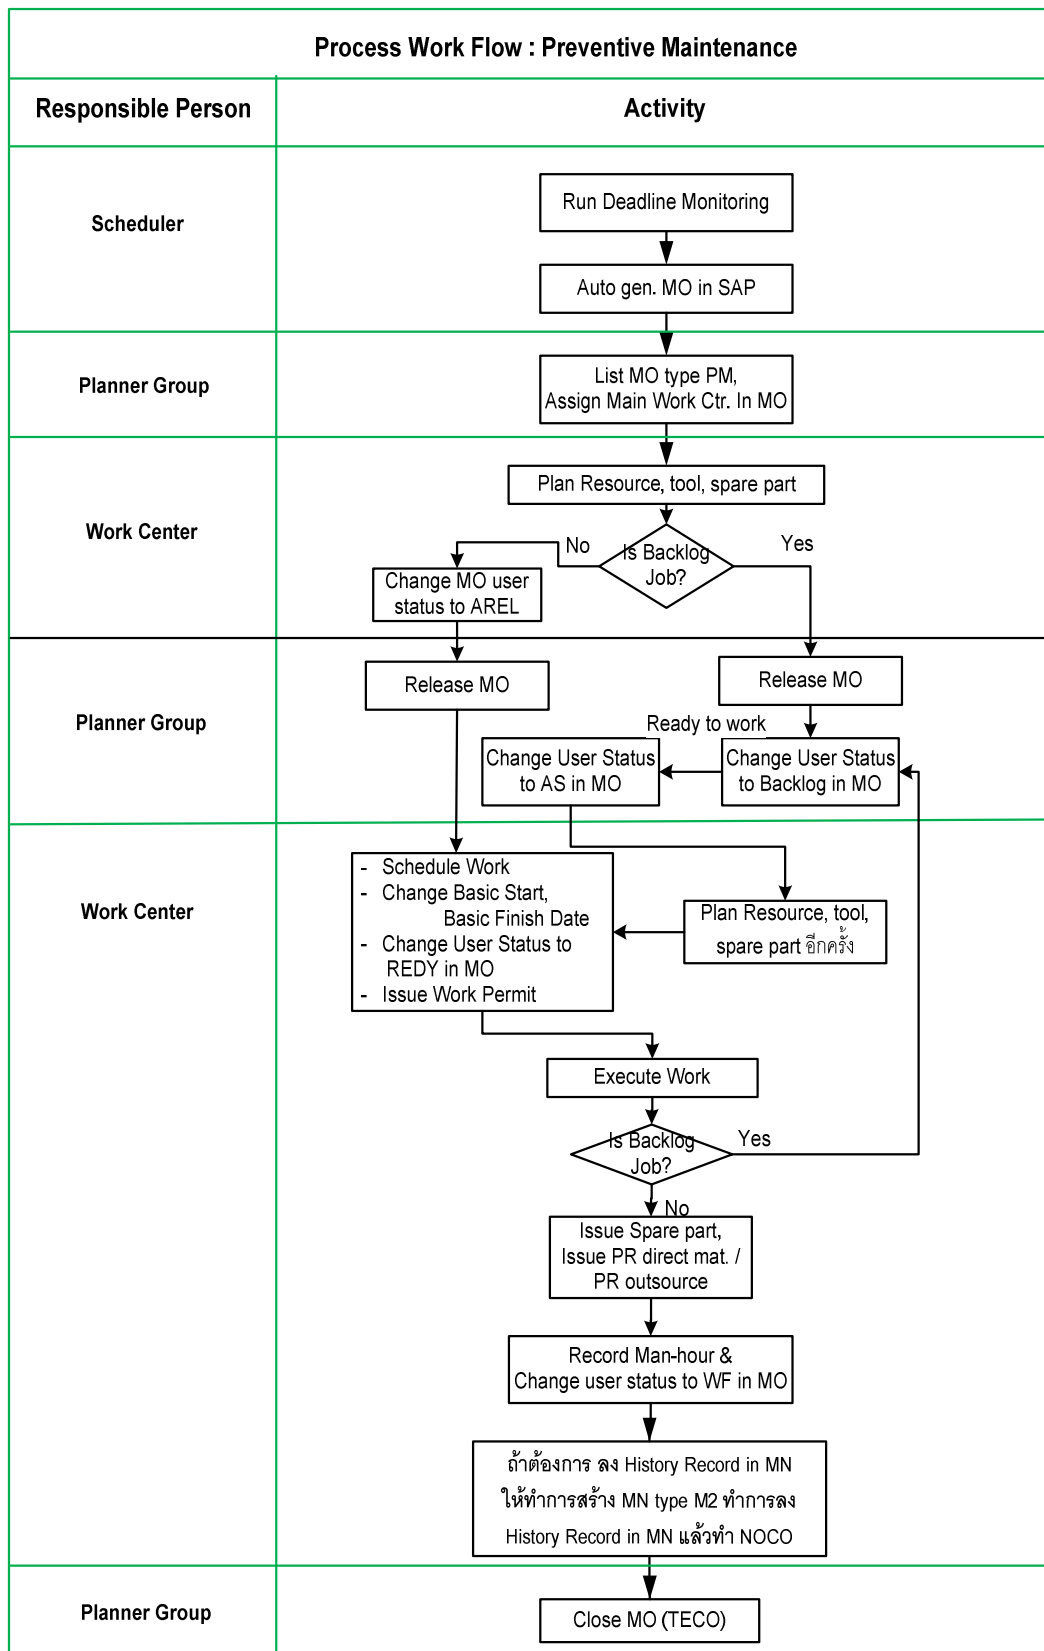 Process Work Flow : Preventive Maintenance
Responsible Person
Activity
Scheduler
Run Deadline Monitoring
Auto gen. MO in SAP
Planner Group
List MO type PM,
Assign Main Work Ctr. In MO
Work Center
Plan Resource, tool, spare part
Is Backlog
Job?
No
Yes
Change MO user
status to AREL
Planner Group
Release MO
Release MO
Ready to work
Change User Status
to AS in MO
Change User Status
to Backlog in MO
Work Center
- Schedule Work
- Change Basic Start,
Basic Finish Date
- Change User Status to
REDY in MO
- Issue Work Permit
Plan Resource, tool,
spare part อีกครั้ง
Execute Work
Is Backlog
Job?
Yes
No
Issue Spare part,
Issue PR direct mat. /
PR outsource
Record Man-hour &
Change user status to WF in MO
ถ้าต้องการ ลง History Record in MN
ให้ทำการสร้าง MN type M2 ทำการลง
History Record in MN แล้วทำ NOCO
Planner Group
Close MO (TECO)